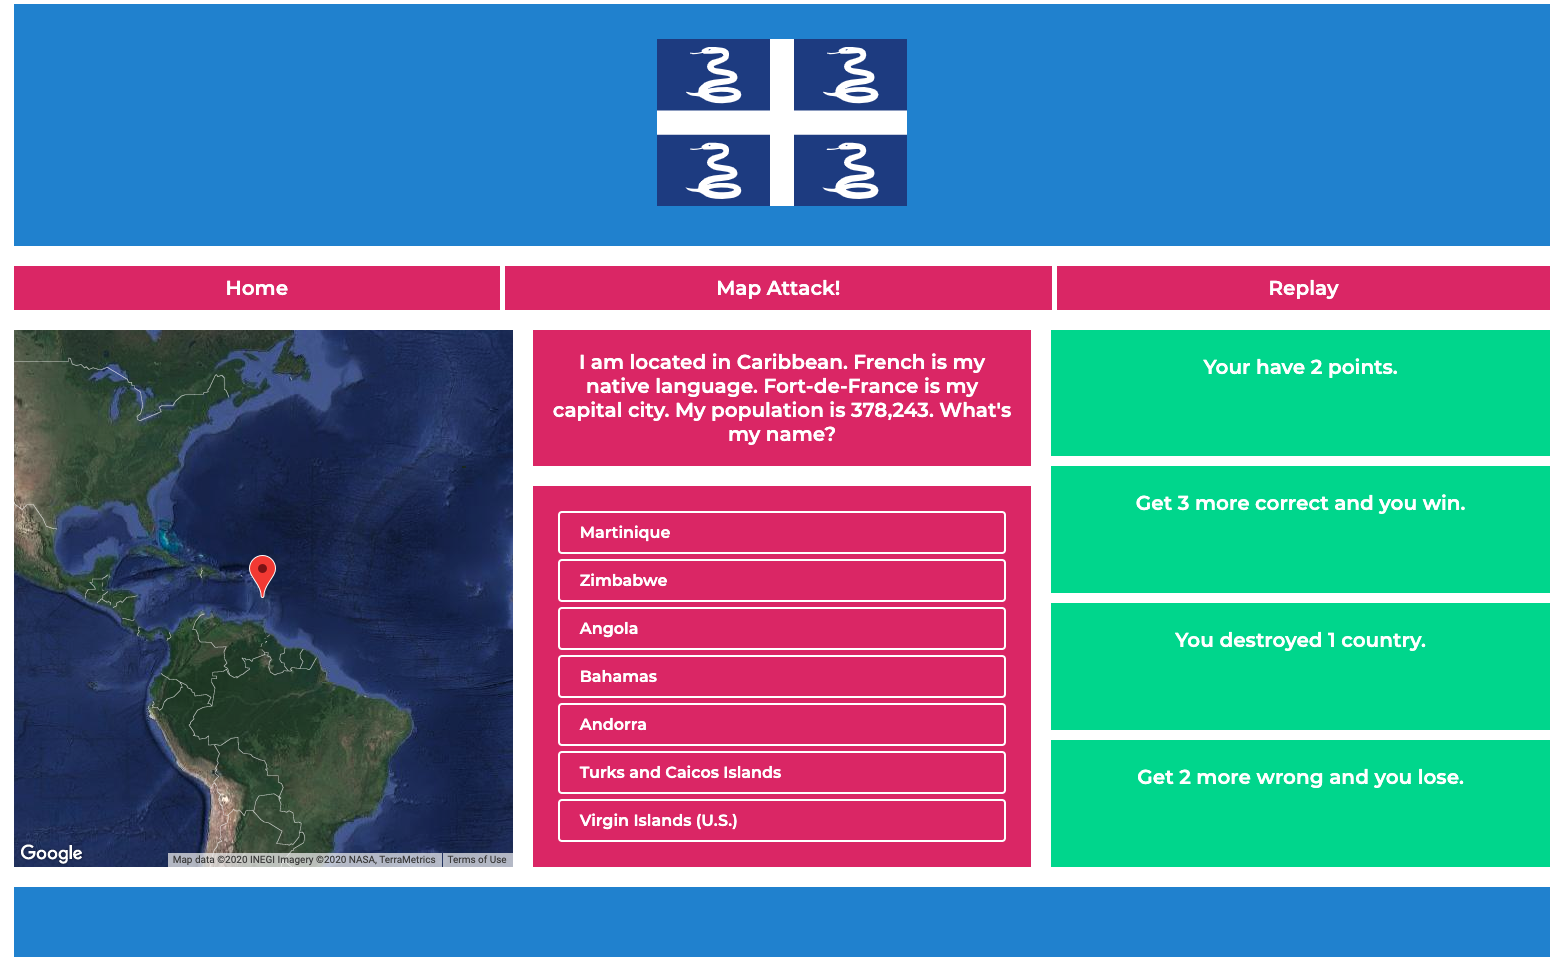 Home
Map Attack!
Replay
Google
Map data ©2020 INEGI Imagery ©2020 NASA, TerraMetrics
Terms of Use
I am located in Caribbean. French is my
native language. Fort-de-France is my
capital city. My population is 378,243. What's
my name?
Martinique
Zimbabwe
Angola
Bahamas
Andorra
Turks and Caicos Islands
Virgin Islands (U.S.)
Your have 2 points.
Get 3 more correct and you win.
You destroyed 1 country.
Get 2 more wrong and you lose.